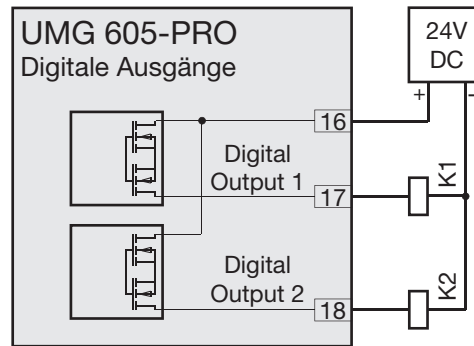 UMG 605-PRO
Digitale Ausgänge
24V
DC
+
-
16
Digital
Output 1
17
K1
Digital
Output 2
18
K2